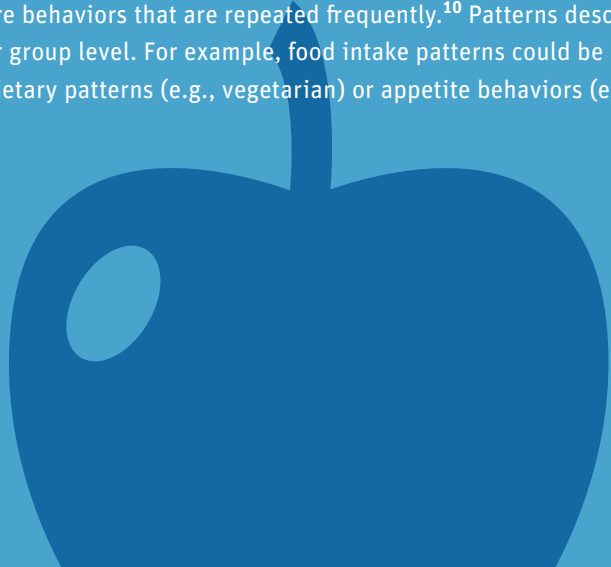 re behaviors that are repeated frequently.10 Patterns desc
r group level. For example, food intake patterns could be
etary patterns (e.g., vegetarian) or appetite behaviors (e